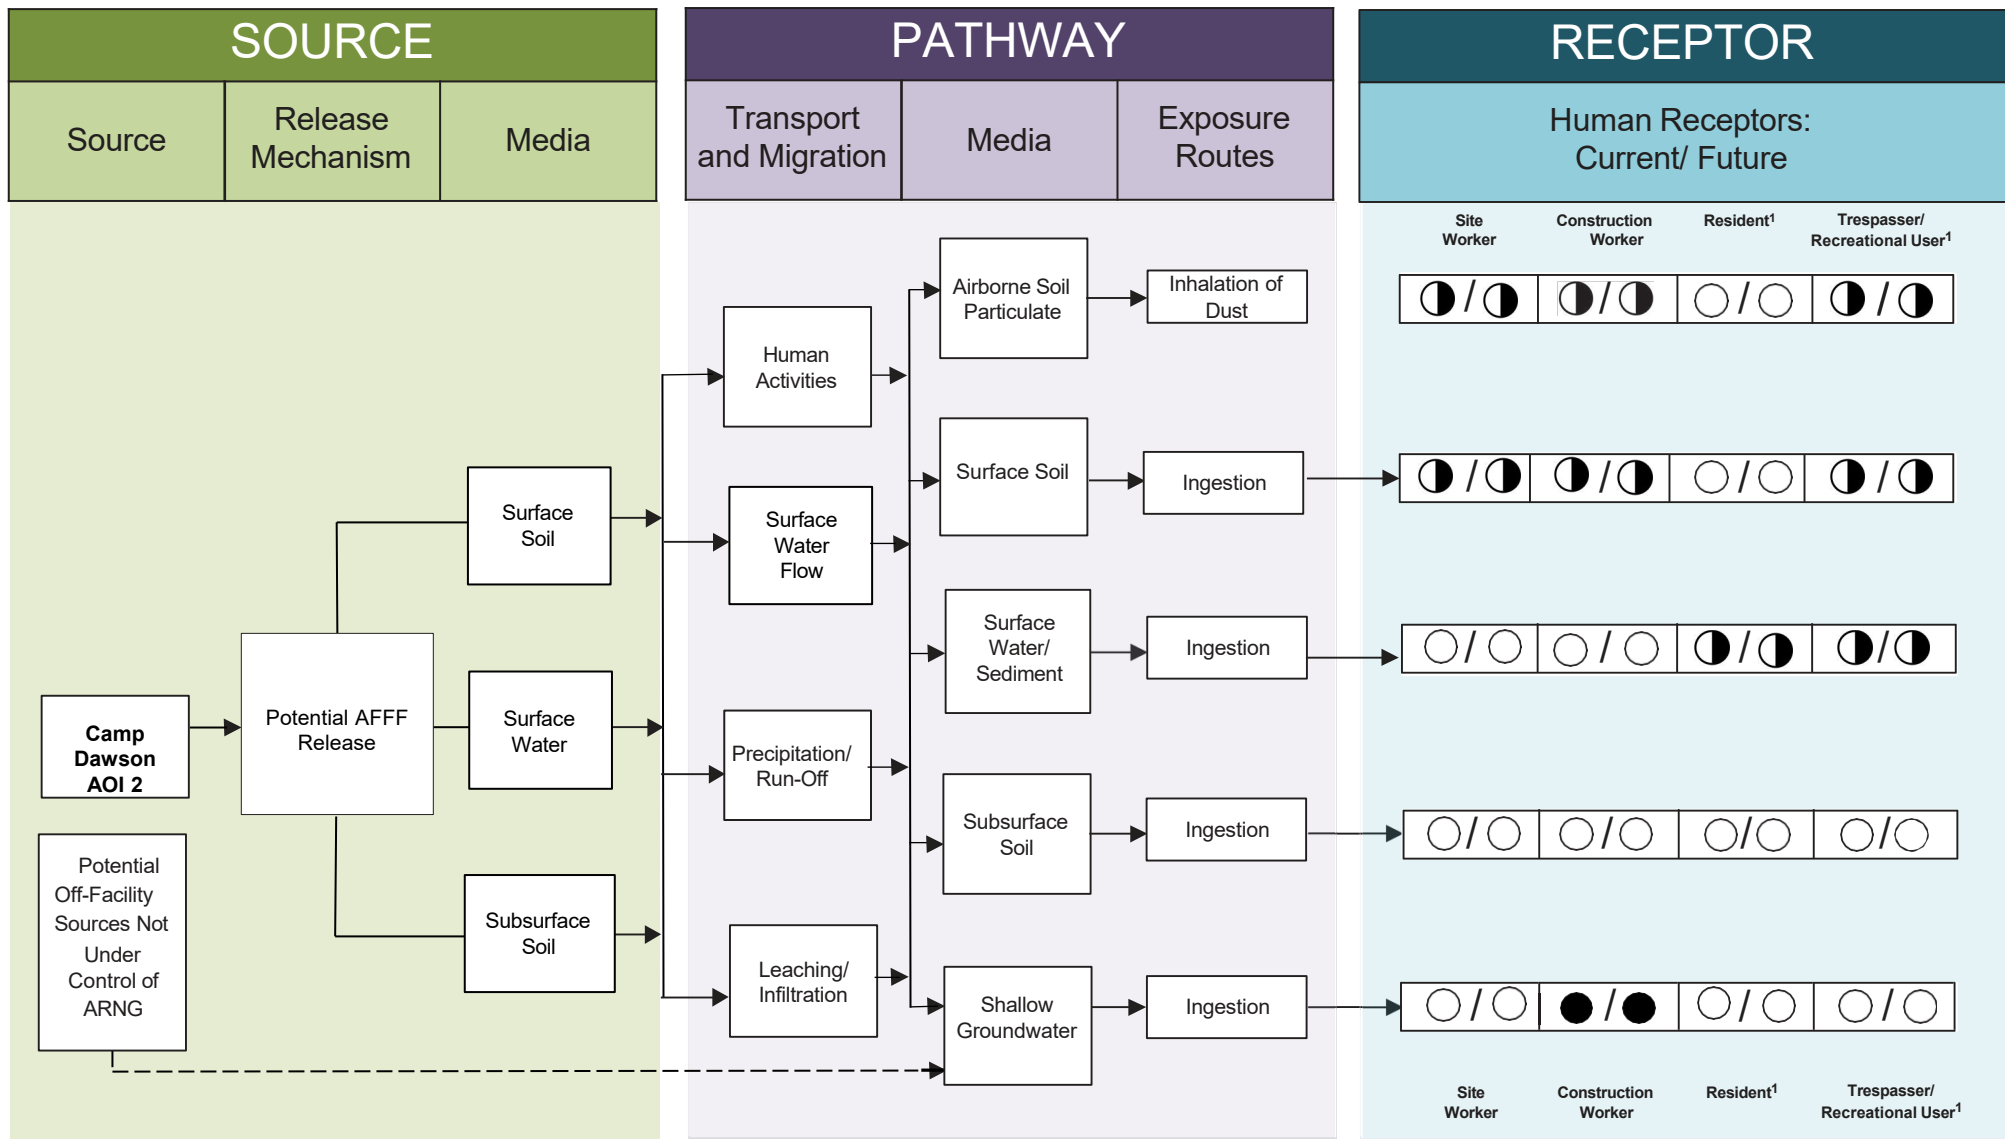 SOURCE
PATHWAY
RECEPTOR
Source
Release
Mechanism
Media
Transport
and Migration
Media
Exposure
Routes
Human Receptors:
Current/ Future
Site
Worker
Construction
Worker
Resident1
Trespasser/
Recreational User1
Camp
Dawson
AOI 2
Potential
Off-Facility
Sources Not
Under
Control of
ARNG
Potential AFFF
Release
Surface
Soil
Surface
Water
Subsurface
Soil
Human
Activities
Surface
Water
Flow
Precipitation/
Run-Off
Leaching/
Infiltration
Airborne Soil
Particulate
Surface Soil
Surface
Water/
Sediment
Subsurface
Soil
Shallow
Groundwater
Inhalation of
Dust
Ingestion
Ingestion
Ingestion
Ingestion
/ / / /
/ / / /
/ / / /
/ / / /
/ / / /
Site
Worker
Construction
Worker
Resident1
Trespasser/
Recreational User1